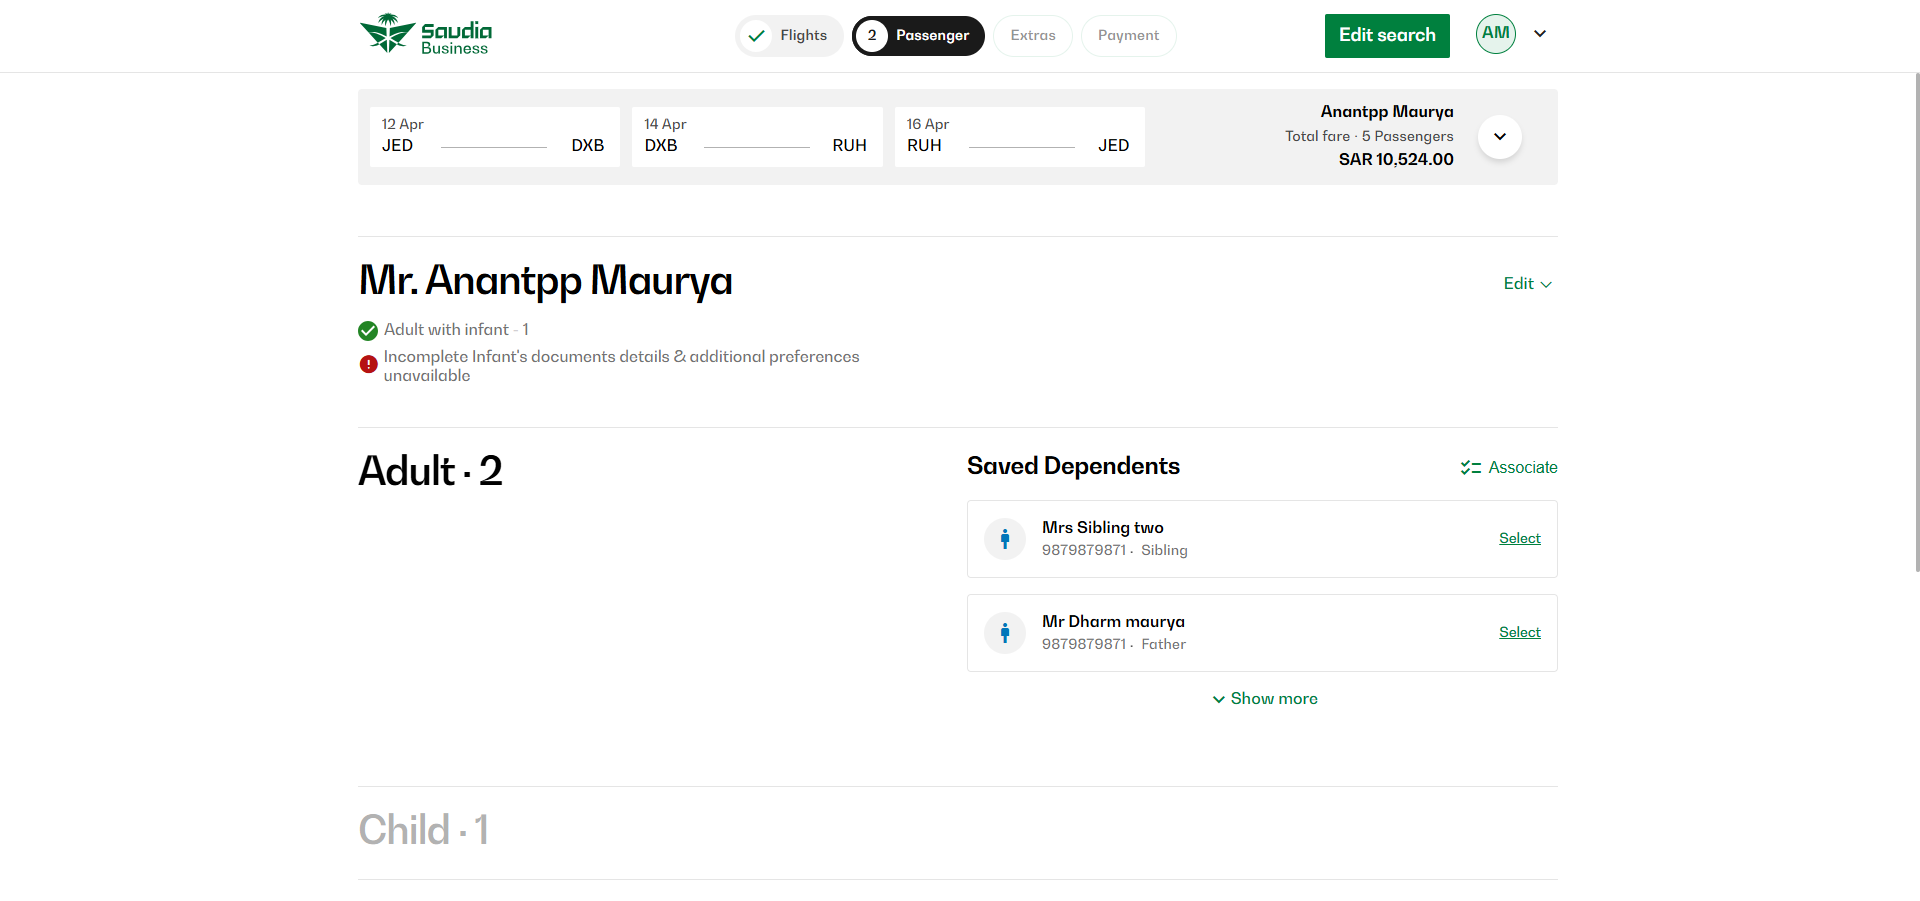 Saudia
Business
Flights
2 Passenger
Extras
Payment
Edit search
AM
12 Apr
JED DXB
14 Apr
DXB RUH
16 Apr
RUH JED
Anantpp Maurya
Total fare · 5 Passengers
SAR 10,524.00
Mr. Anantpp Maurya
Edit
Adult with infant - 1
Incomplete Infant's documents details & additional preferences
unavailable
Adult · 2
Saved Dependents
Associate
Mrs Sibling two
9879879871 · Sibling
Select
Mr Dharm maurya
9879879871 · Father
Select
Show more
Child · 1